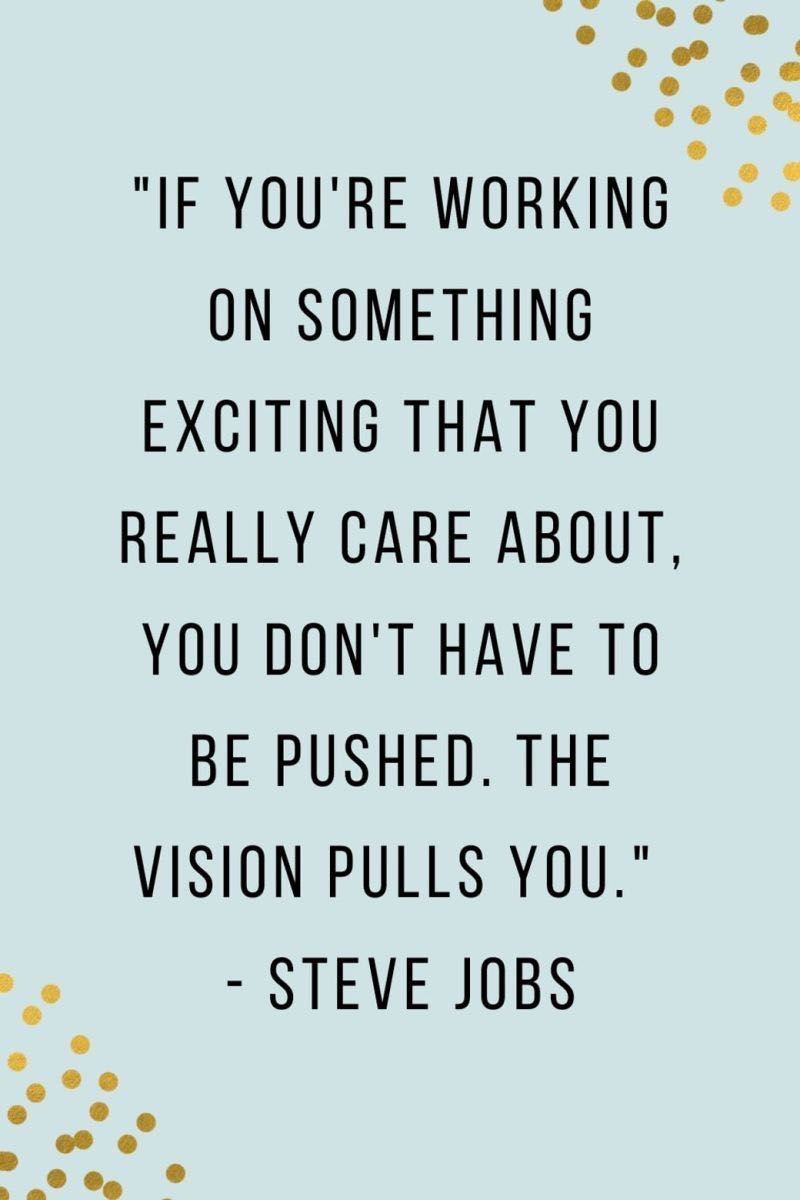 "IF YOU'RE WORKING
ON SOMETHING
EXCITING THAT YOU
REALLY CARE ABOUT,
YOU DON'T HAVE TO
BE PUSHED. THE
VISION PULLS YOU."
- STEVE JOBS